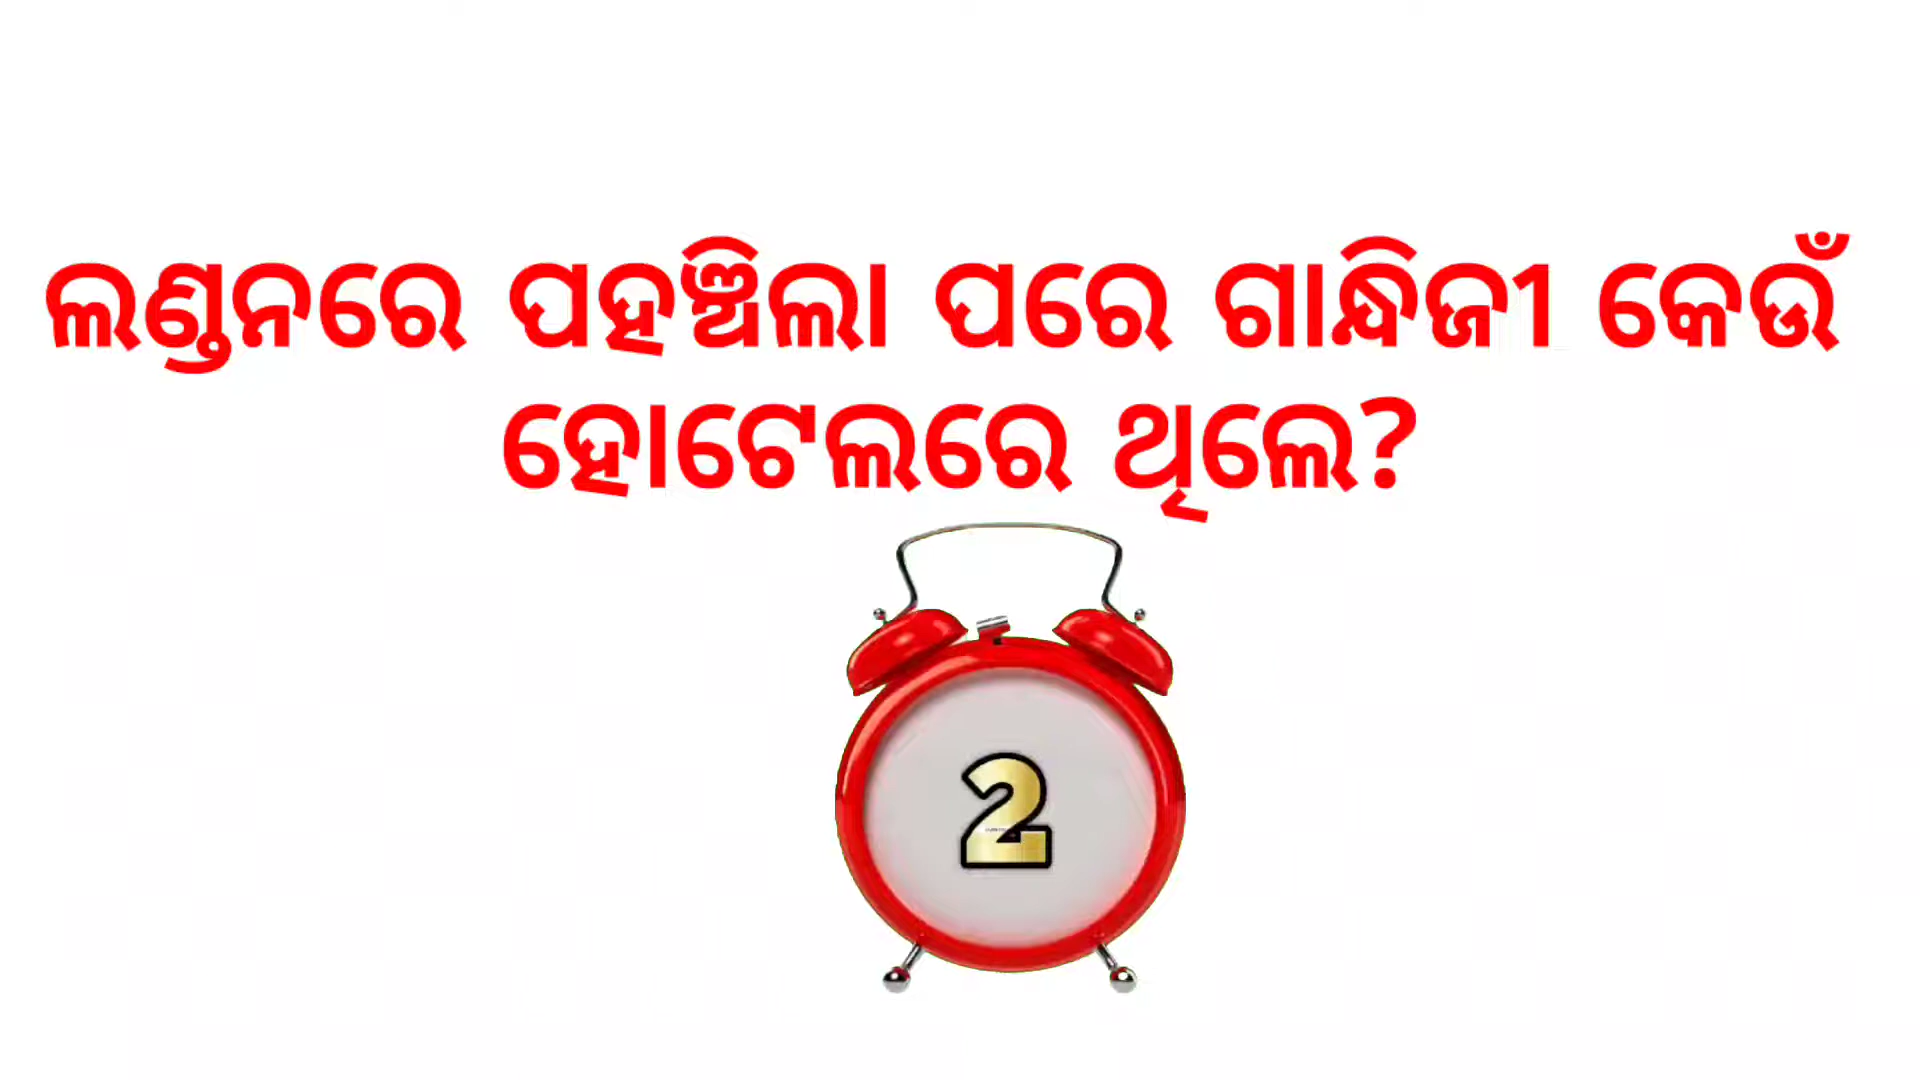 ଲଣ୍ଡନରେ ପହଞ୍ଚିଲା ପରେ ଗାନ୍ଧିଜୀ କେଉଁ
ହୋଟେଲରେ ଥିଲେ?
2